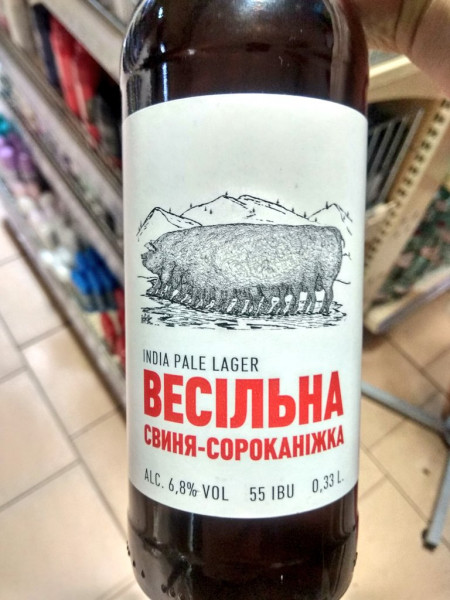 INDIA PALE LAGER
ВЕСІЛЬНА
СВИНЯ-СОРОКАНІЖКА
ALC. 6,8% VOL 55 IBU 0,33 L.